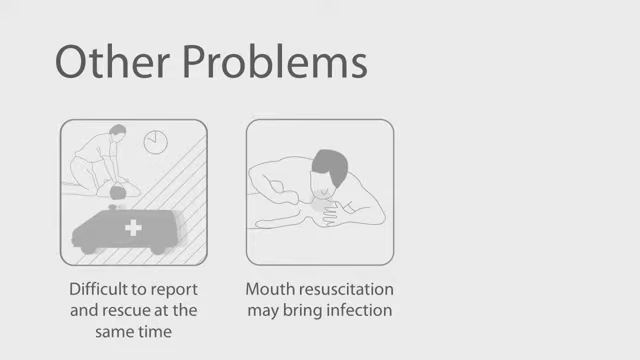 Other Problems
Difficult to report
and rescue at the
same time
Mouth resuscitation
may bring infection